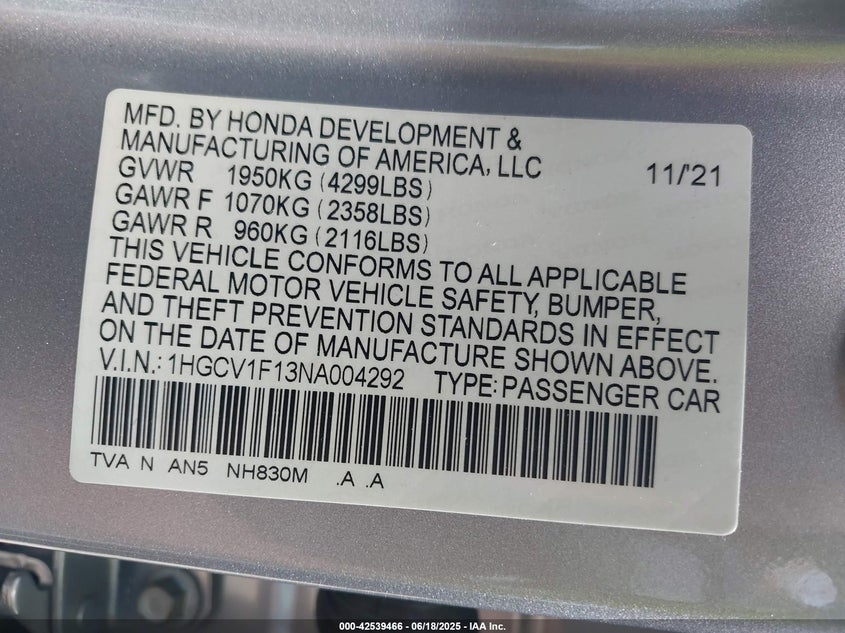 MFD. BY HONDA DEVELOPMENT &
MANUFACTURING OF AMERICA, LLC
GVWR 1950KG (4299LBS) 11/'21
GAWR F 1070KG (2358LBS)
GAWR R 960KG (2116LBS)
THIS VEHICLE CONFORMS TO ALL APPLICABLE
FEDERAL MOTOR VEHICLE SAFETY, BUMPER,
AND THEFT PREVENTION STANDARDS IN EFFECT
ON THE DATE OF MANUFACTURE SHOWN ABOVE.
V.I.N.: 1HGCV1F13NA004292 TYPE: PASSENGER CAR
TVA N AN5 NH830M .A .A
000-42539466 - 06/18/2025 - IAA Inc.